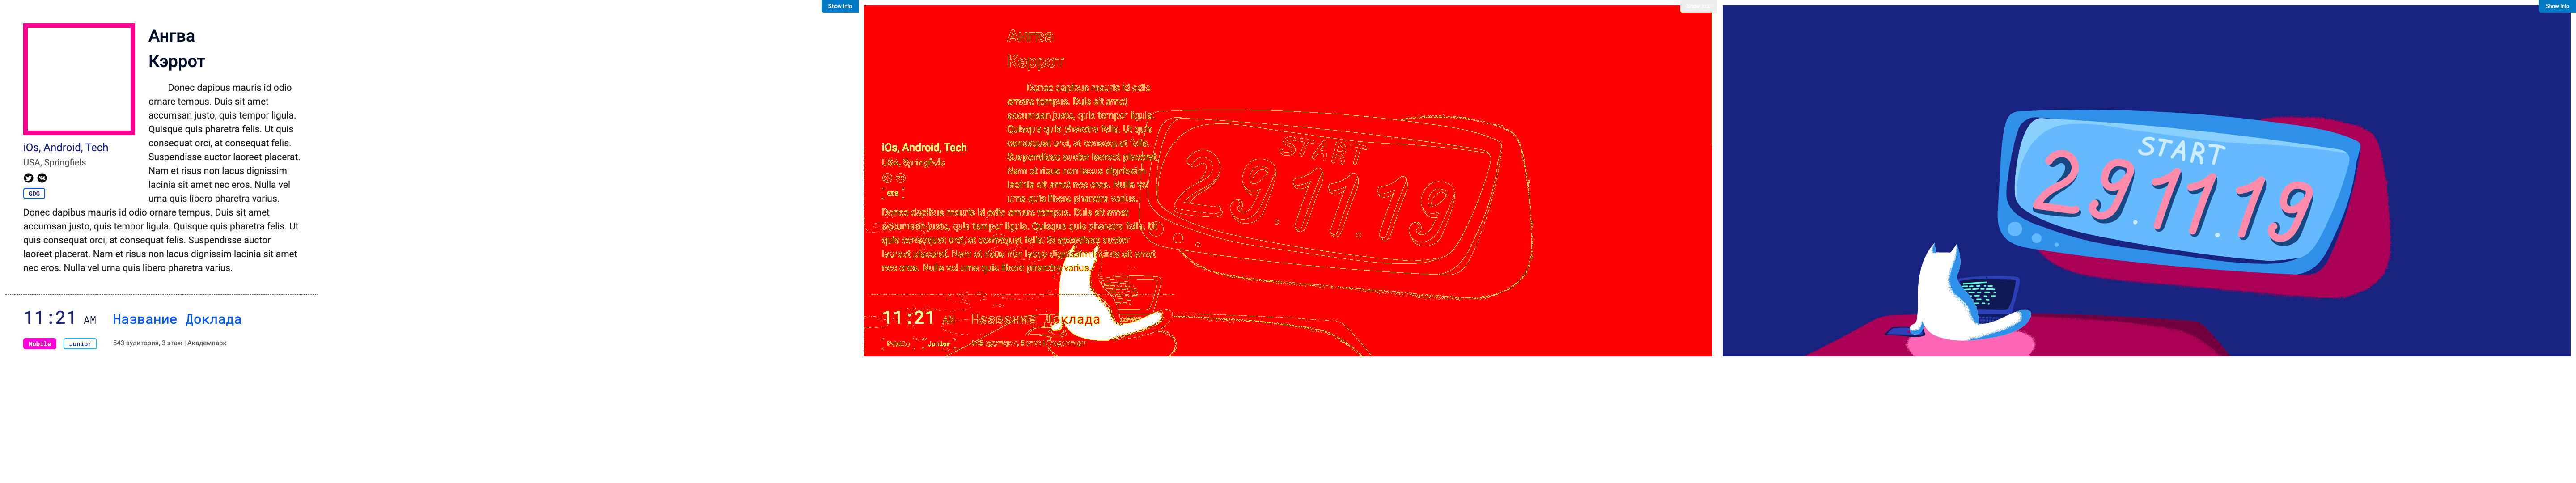 Show Info
Ангва
Кэррот
Donec dapibus mauris id odio
ornare tempus. Duis sit amet
accumsan justo, quis tempor ligula.
Quisque quis pharetra felis. Ut quis
consequat orci, at consequat felis.
Suspendisse auctor laoreet placerat.
Nam et risus non lacus dignissim
lacinia sit amet nec eros. Nulla vel
urna quis libero pharetra varius.
iOs, Android, Tech
USA, Springfiels
GDG
Donec dapibus mauris id odio ornare tempus. Duis sit amet
accumsan justo, quis tempor ligula. Quisque quis pharetra felis. Ut
quis consequat orci, at consequat felis. Suspendisse auctor
laoreet placerat. Nam et risus non lacus dignissim lacinia sit amet
nec eros. Nulla vel urna quis libero pharetra varius.
11:21 AM Название Доклада
Mobile Junior 543 аудитория, 3 этаж | Академпарк
Show Info
Ангва
Кэррот
Donec dapibus mauris id odio
ornare tempus. Duis sit amet
accumsan justo, quis tempor ligula.
Quisque quis pharetra felis. Ut quis
consequat orci, at consequat felis.
Suspendisse auctor laoreet placerat.
Nam et risus non lacus dignissim
lacinia sit amet nec eros. Nulla vel
urna quis libero pharetra varius.
iOs, Android, Tech
USA, Springfiels
GDG
Donec dapibus mauris id odio ornare tempus. Duis sit amet
accumsan justo, quis tempor ligula. Quisque quis pharetra felis. Ut
quis consequat orci, at consequat felis. Suspendisse auctor
laoreet placerat. Nam et risus non lacus dignissim lacinia sit amet
nec eros. Nulla vel urna quis libero pharetra varius.
11:21 AM Название Доклада
Mobile Junior
START
29.11.19
Show Info
START
29.11.19